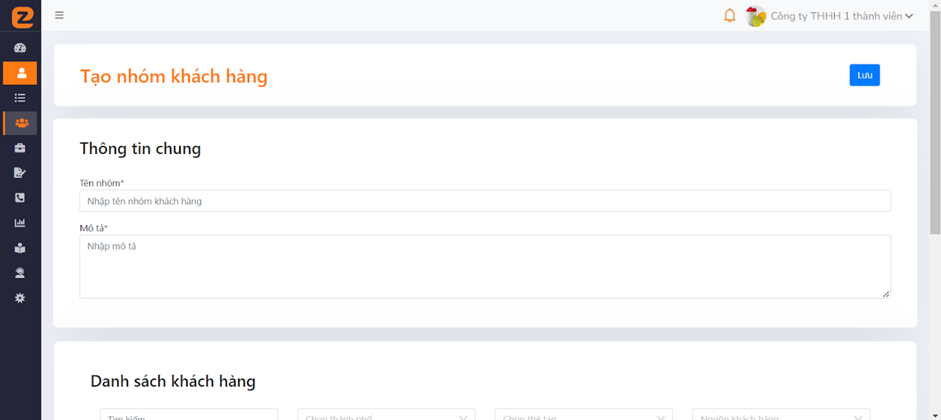 Công ty THHH 1 thành viên
Tạo nhóm khách hàng
Lưu
Thông tin chung
Tên nhóm*
Nhập tên nhóm khách hàng
Mô tả*
Nhập mô tả
Danh sách khách hàng
Tìm kiếm
Chọn thành phố
Chọn thẻ tag
Nguồn khách hàng